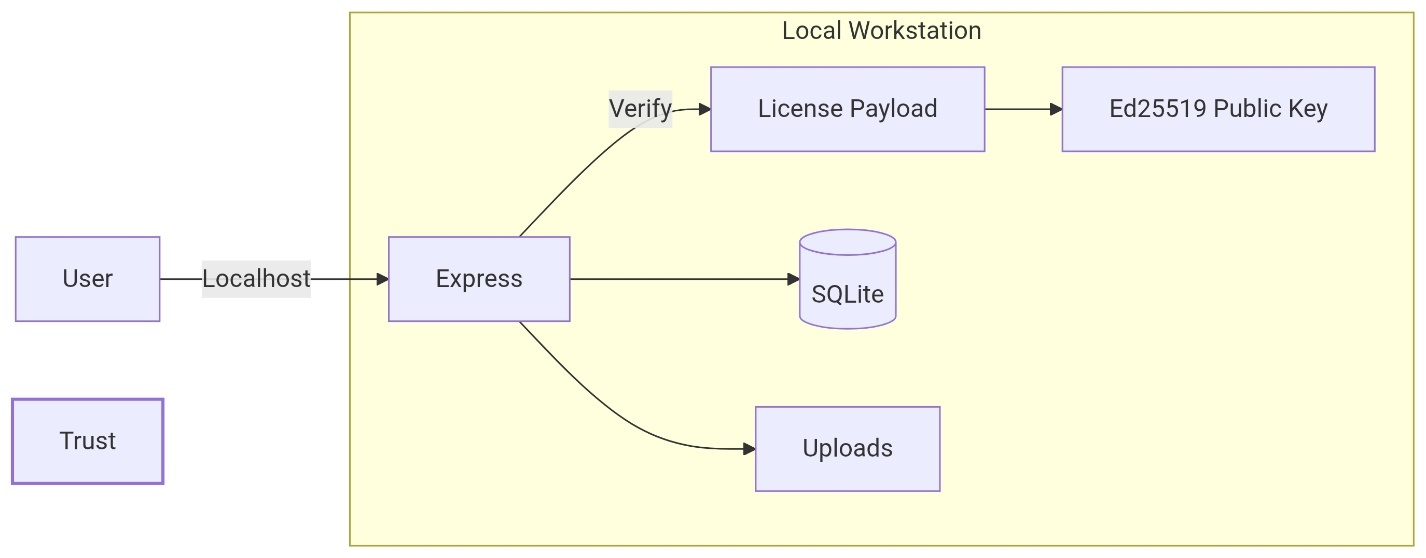 Local Workstation
Verify
License Payload
Ed25519 Public Key
User
Localhost
Express
SQLite
Trust
Uploads